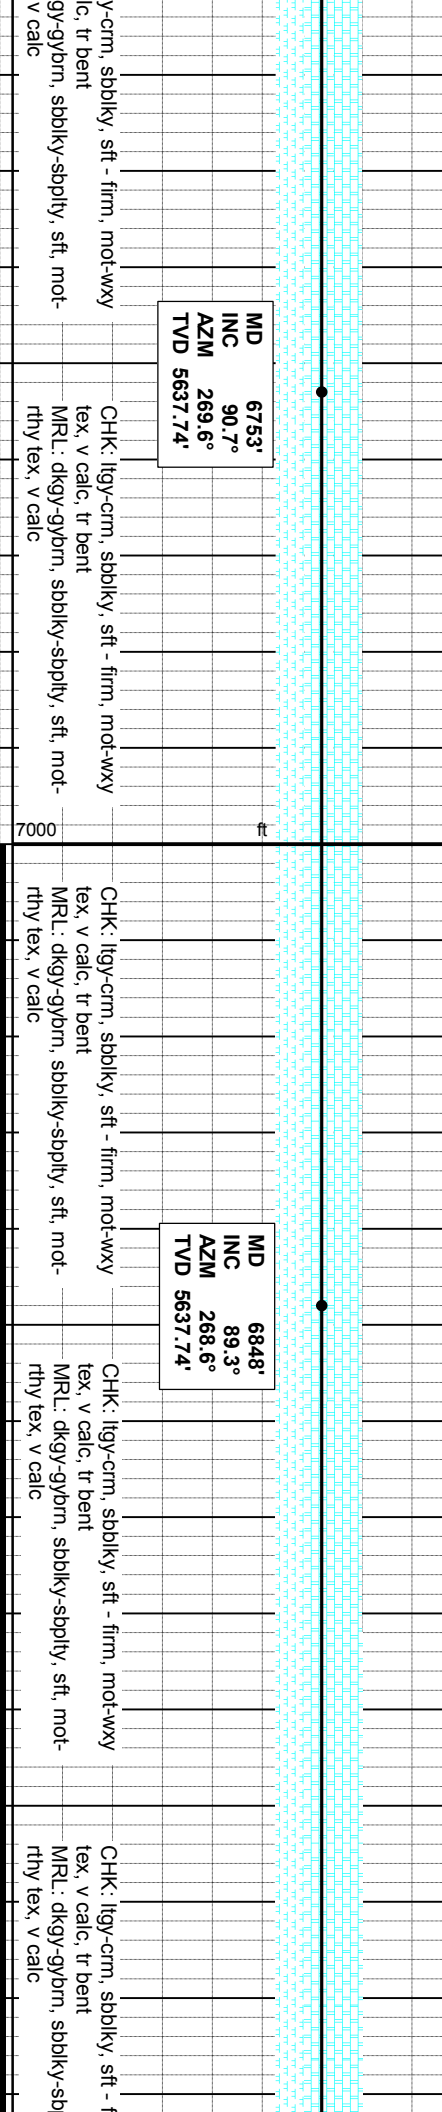 y-crm, sbblky, sft - firm, mot-wxy
lc, tr bent
gy-gybrn, sbblky-sbplty, sft, mot-
v calc
MD 6753'
INC 90.7°
AZM 269.6°
TVD 5637.74'
CHK: ltgy-crm, sbblky, sft - firm, mot-wxy
tex, v calc, tr bent
MRL: dkgy-gybrn, sbblky-sbplty, sft, mot-
rthy tex, v calc
7000 ft
CHK: ltgy-crm, sbblky, sft - firm, mot-wxy
tex, v calc, tr bent
MRL: dkgy-gybrn, sbblky-sbplty, sft, mot-
rthy tex, v calc
MD 6848'
INC 89.3°
AZM 268.6°
TVD 5637.74'
CHK: ltgy-crm, sbblky, sft - firm, mot-wxy
tex, v calc, tr bent
MRL: dkgy-gybrn, sbblky-sbplty, sft, mot-
rthy tex, v calc
CHK: ltgy-crm, sbblky, sft - f
tex, v calc, tr bent
MRL: dkgy-gybrn, sbblky-sb
rthy tex, v calc